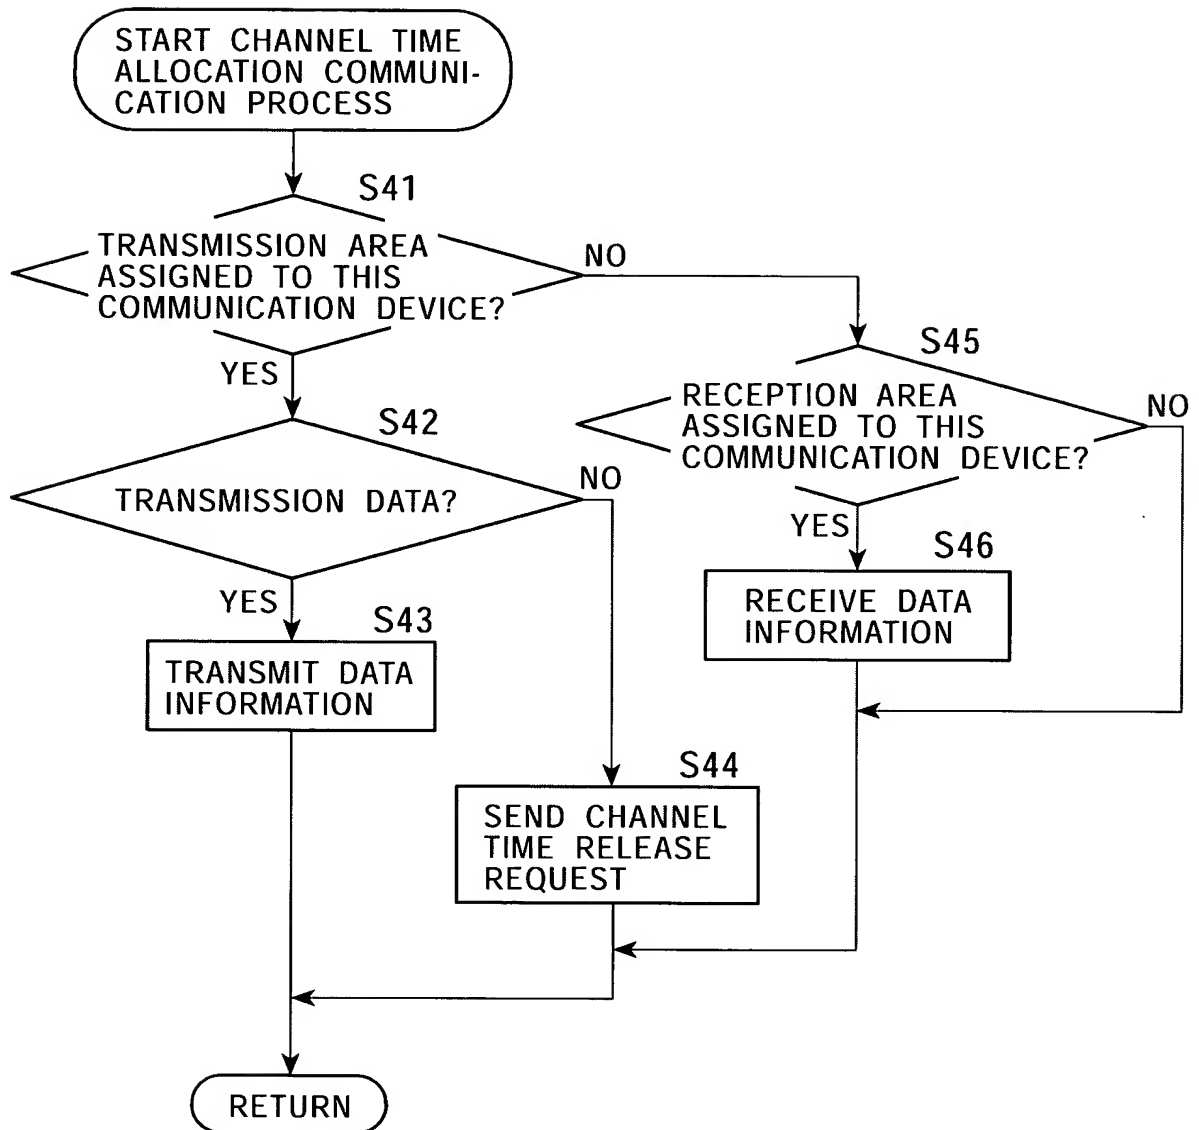 START CHANNEL TIME
ALLOCATION COMMUNI-
CATION PROCESS
S41
TRANSMISSION AREA
ASSIGNED TO THIS
COMMUNICATION DEVICE?
NO
YES
S45
RECEPTION AREA
ASSIGNED TO THIS
COMMUNICATION DEVICE?
NO
YES
S42
TRANSMISSION DATA?
NO
YES
S46
RECEIVE DATA
INFORMATION
S43
TRANSMIT DATA
INFORMATION
S44
SEND CHANNEL
TIME RELEASE
REQUEST
RETURN